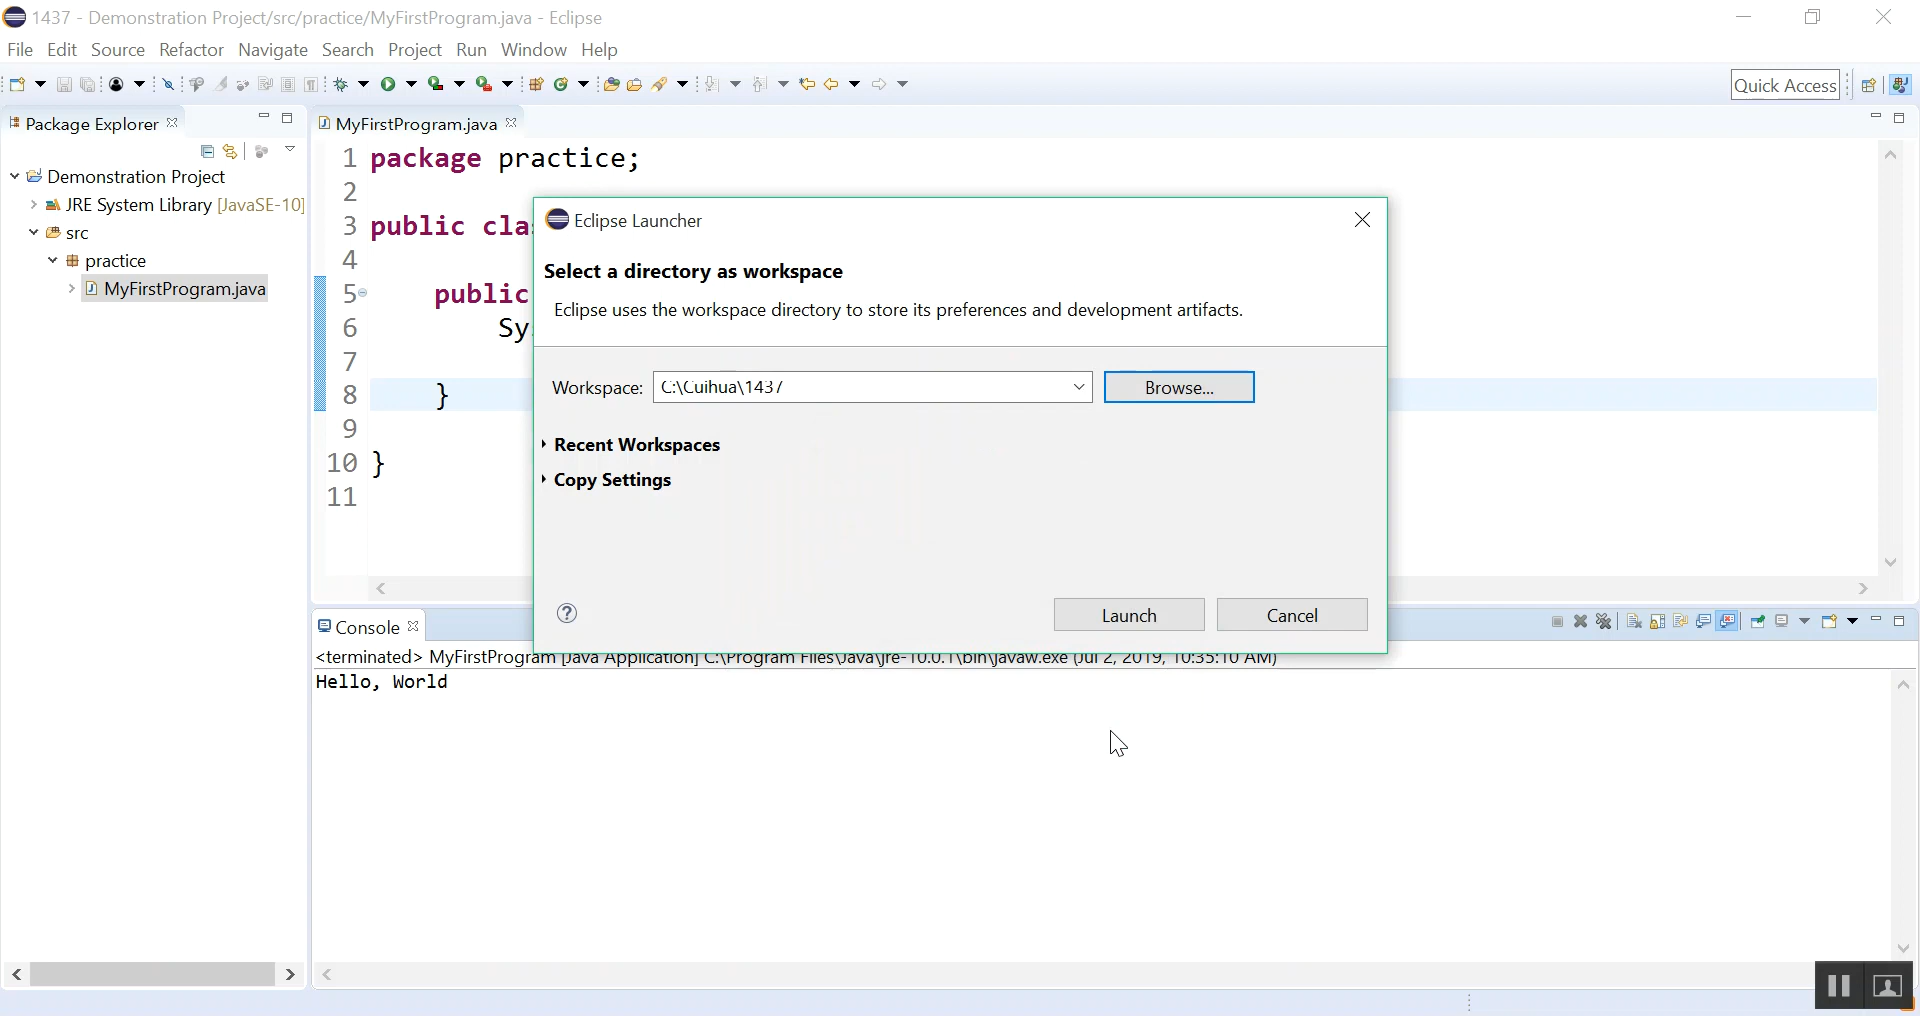 1437 - Demonstration Project/src/practice/MyFirstProgram.java - Eclipse
File Edit Source Refactor Navigate Search Project Run Window Help
Quick Access
Package Explorer
MyFirstProgram.java
Demonstration Project
JRE System Library [JavaSE-10]
src
practice
MyFirstProgram.java
1 package practice;
2
3 public cla
4
5 public
6 Sys
7
8 }
9
10 }
11
Eclipse Launcher
Select a directory as workspace
Eclipse uses the workspace directory to store its preferences and development artifacts.
Workspace: C:\Cuihua\1437 Browse...
Recent Workspaces
Copy Settings
? Launch Cancel
Console
<terminated> MyFirstProgram [Java Application] C:\Program Files\Java\jre-10.0.1\bin\javaw.exe (Jul 2, 2019, 10:35:10 AM)
Hello, World